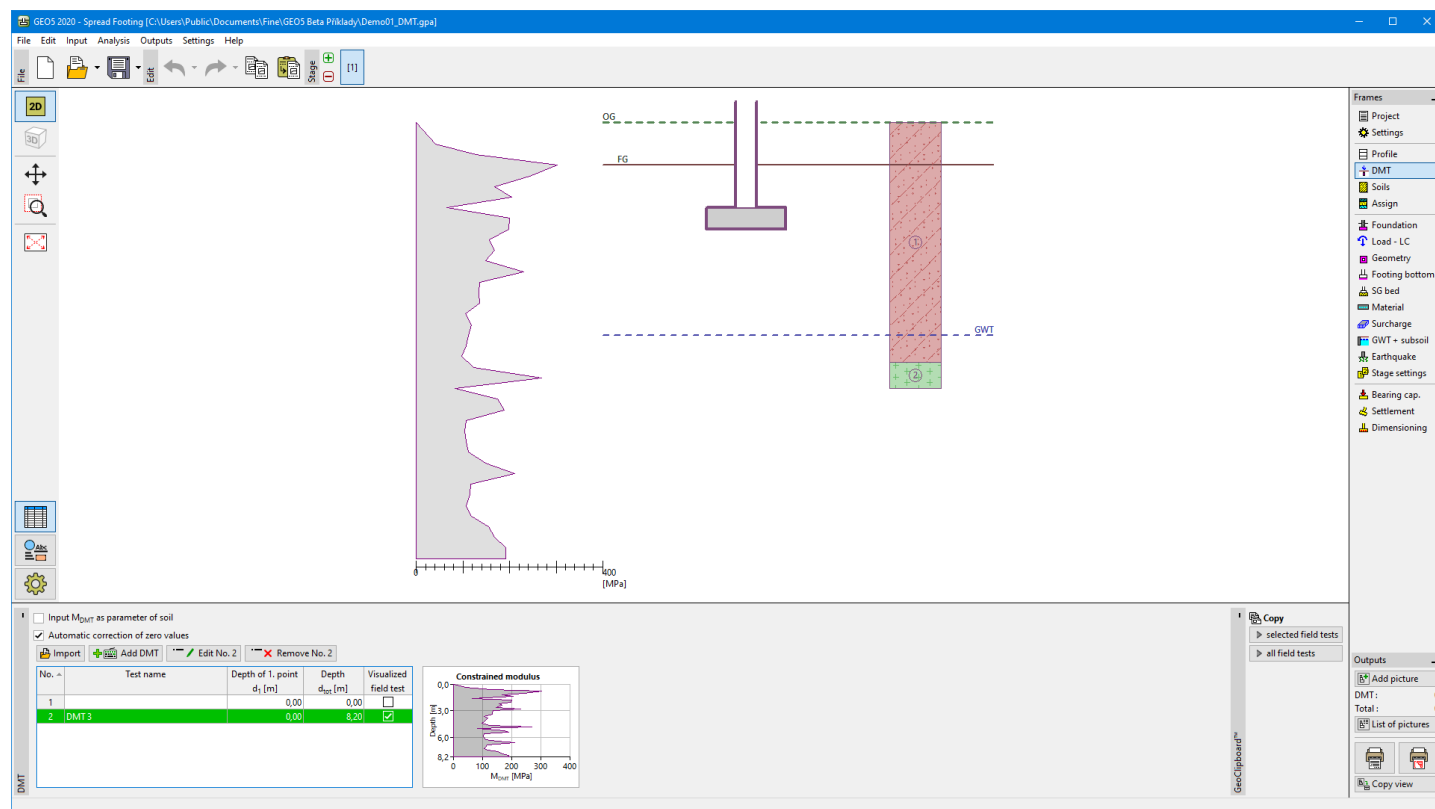 GEO5 2020 - Spread Footing [C:\Users\Public\Documents\Fine\GEO5 Beta Příklady\Demo01_DMT.gpa]
File Edit Input Analysis Outputs Settings Help
File
Edit
Stage
[1]
2D
3D
Abc
OG
FG
GWT
1.
2.
0
400
[MPa]
Frames
Project
Settings
Profile
DMT
Soils
Assign
Foundation
Load - LC
Geometry
Footing bottom
SG bed
Material
Surcharge
GWT + subsoil
Earthquake
Stage settings
Bearing cap.
Settlement
Dimensioning
Input MDMT as parameter of soil
Automatic correction of zero values
Import Add DMT Edit No. 2 Remove No. 2
No. Test name Depth of 1. point Depth Visualized
d1 [m] dtot [m] field test
1 0,00 0,00
2 DMT 3 0,00 8,20
DMT
Constrained modulus
0,0
3,0
6,0
8,2
Depth [m]
0 100 200 300 400
MDMT [MPa]
GeoClipboard™
Copy
selected field tests
all field tests
Outputs
Add picture
DMT :
Total :
List of pictures
Copy view